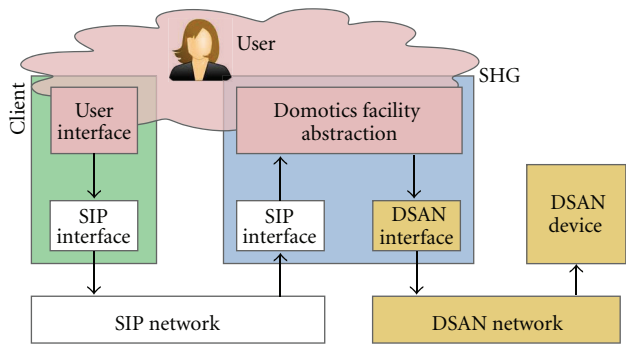 User
SHG
Client
User
interface
Domotics facility
abstraction
SIP
interface
SIP
interface
DSAN
interface
DSAN
device
SIP network
DSAN network